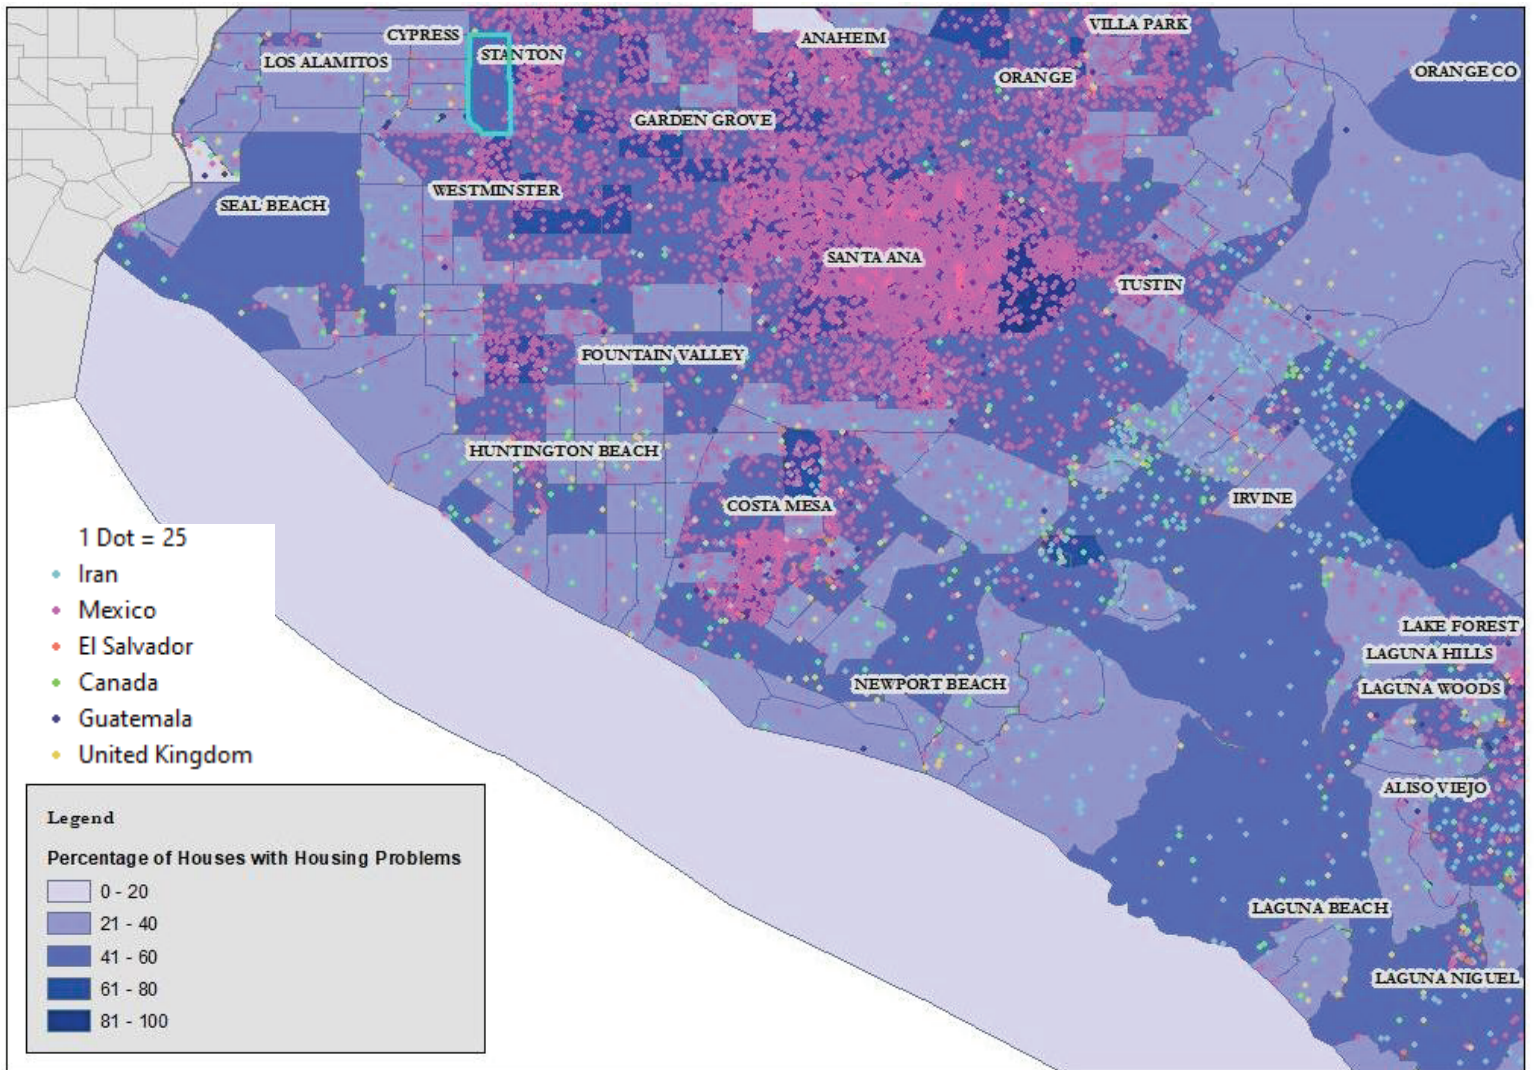 CYPRESS
LOS ALAMITOS
STANTON
ANAHEIM
VILLA PARK
ORANGE
ORANGE CO
GARDEN GROVE
WESTMINSTER
SEAL BEACH
SANTA ANA
TUSTIN
FOUNTAIN VALLEY
HUNTINGTON BEACH
COSTA MESA
IRVINE
LAKE FOREST
LAGUNA HILLS
LAGUNA WOODS
NEWPORT BEACH
ALISO VIEJO
LAGUNA BEACH
LAGUNA NIGUEL
1 Dot = 25
Iran
Mexico
El Salvador
Canada
Guatemala
United Kingdom
Legend
Percentage of Houses with Housing Problems
0 - 20
21 - 40
41 - 60
61 - 80
81 - 100